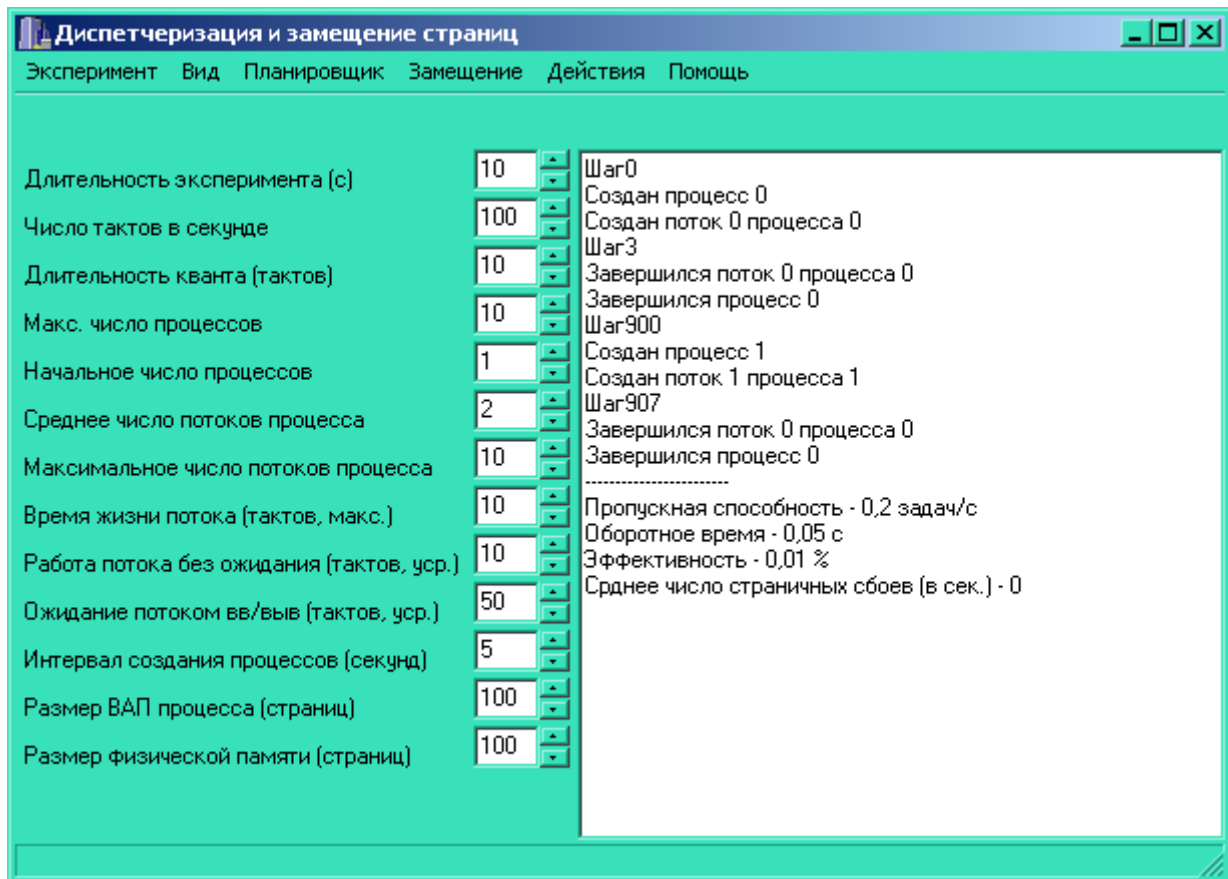 Диспетчеризация и замещение страниц
Эксперимент Вид Планировщик Замещение Действия Помощь
Длительность эксперимента (с) 10
Число тактов в секунде 100
Длительность кванта (тактов) 10
Макс. число процессов 10
Начальное число процессов 1
Среднее число потоков процесса 2
Максимальное число потоков процесса 10
Время жизни потока (тактов, макс.) 10
Работа потока без ожидания (тактов, уср.) 10
Ожидание потоком вв/выв (тактов, уср.) 50
Интервал создания процессов (секунд) 5
Размер ВАП процесса (страниц) 100
Размер физической памяти (страниц) 100
Шаг0
Создан процесс 0
Создан поток 0 процесса 0
Шаг3
Завершился поток 0 процесса 0
Завершился процесс 0
Шаг900
Создан процесс 1
Создан поток 1 процесса 1
Шаг907
Завершился поток 0 процесса 0
Завершился процесс 0
------------------------
Пропускная способность - 0,2 задач/с
Оборотное время - 0,05 с
Эффективность - 0,01 %
Срднее число страничных сбоев (в сек.) - 0